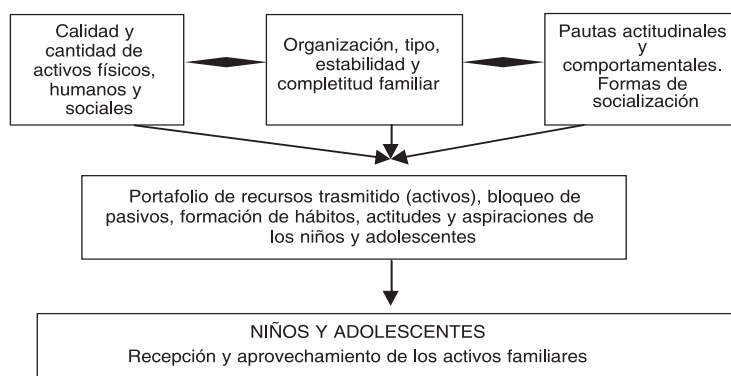 Calidad y
cantidad de
activos físicos,
humanos y
sociales
Organización, tipo,
estabilidad y
completitud familiar
Pautas actitudinales
y
comportamentales.
Formas de
socialización
Portafolio de recursos trasmitido (activos), bloqueo de
pasivos, formación de hábitos, actitudes y aspiraciones de
los niños y adolescentes
NIÑOS Y ADOLESCENTES
Recepción y aprovechamiento de los activos familiares